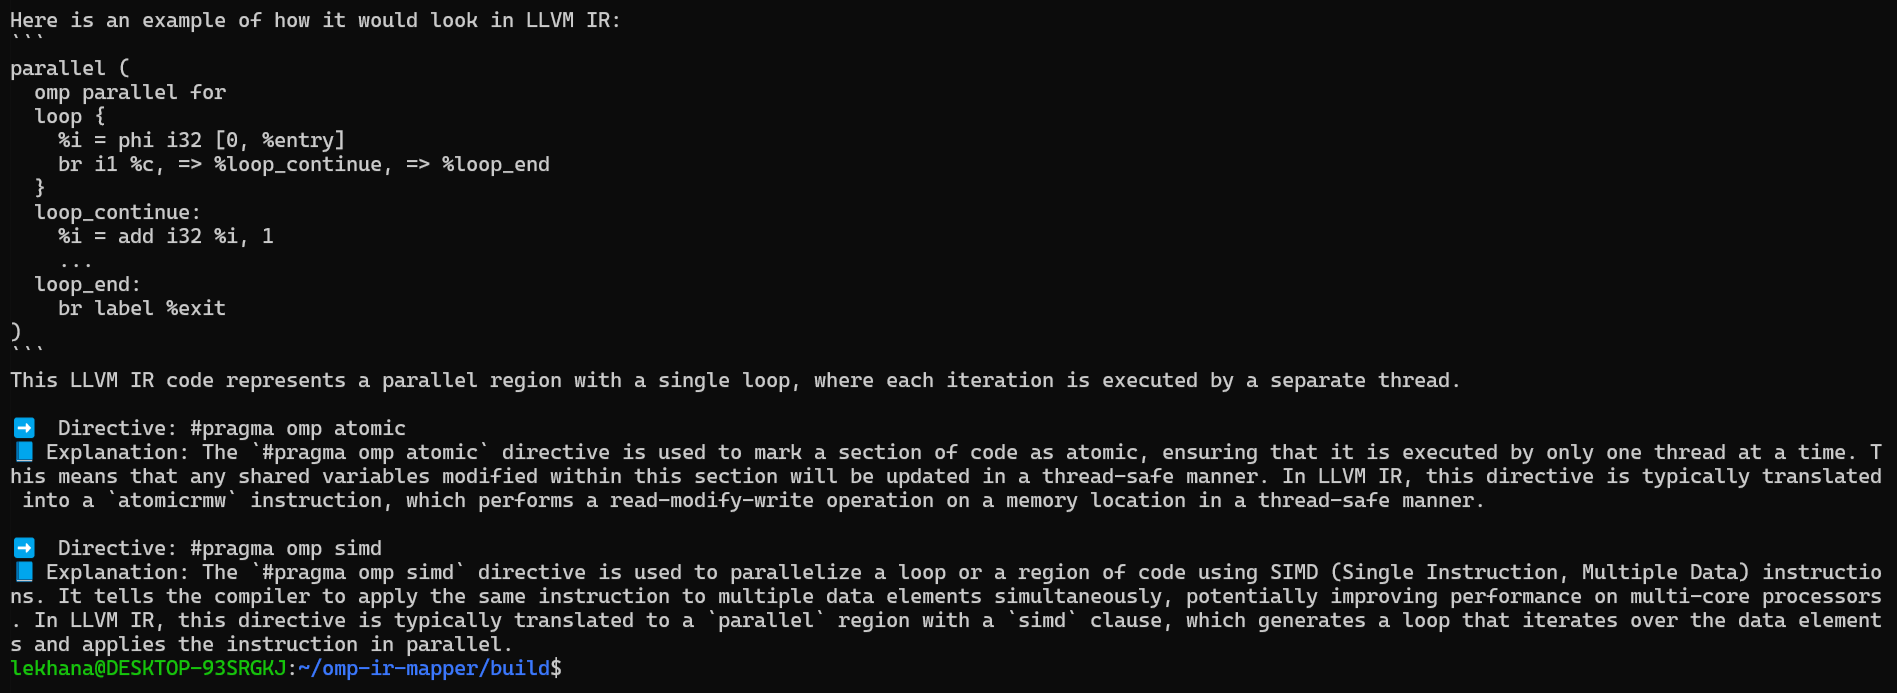 Here is an example of how it would look in LLVM IR:
```
parallel (
  omp parallel for
  loop {
    %i = phi i32 [0, %entry]
    br i1 %c, => %loop_continue, => %loop_end
  }
  loop_continue:
    %i = add i32 %i, 1
    ...
  loop_end:
    br label %exit
)
```
This LLVM IR code represents a parallel region with a single loop, where each iteration is executed by a separate thread.

➡️  Directive: #pragma omp atomic
📘 Explanation: The `#pragma omp atomic` directive is used to mark a section of code as atomic, ensuring that it is executed by only one thread at a time. T
his means that any shared variables modified within this section will be updated in a thread-safe manner. In LLVM IR, this directive is typically translated
 into a `atomicrmw` instruction, which performs a read-modify-write operation on a memory location in a thread-safe manner.

➡️  Directive: #pragma omp simd
📘 Explanation: The `#pragma omp simd` directive is used to parallelize a loop or a region of code using SIMD (Single Instruction, Multiple Data) instructio
ns. It tells the compiler to apply the same instruction to multiple data elements simultaneously, potentially improving performance on multi-core processors
. In LLVM IR, this directive is typically translated to a `parallel` region with a `simd` clause, which generates a loop that iterates over the data element
s and applies the instruction in parallel.
lekhana@DESKTOP-93SRGKJ:~/omp-ir-mapper/build$